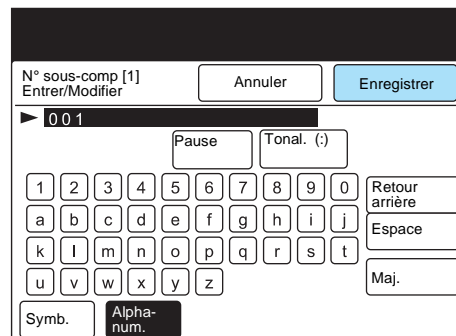 N° sous-comp [1]
Entrer/Modifier
Annuler
Enregistrer
001
Pause
Tonal. (:)
1 2 3 4 5 6 7 8 9 0
Retour
arrière
a b c d e f g h i j
Espace
k l m n o p q r s t
u v w x y z
Maj.
Symb.
Alpha-
num.